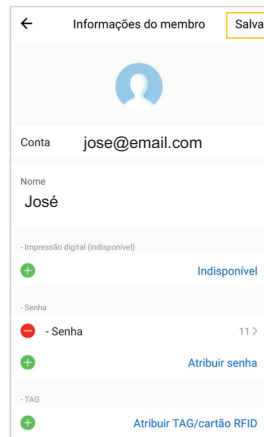 Informações do membro Salva
Conta jose@email.com
Nome
José
- Impressão digital (indisponível)
Indisponível
- Senha
- Senha 11 >
Atribuir senha
- TAG
Atribuir TAG/cartão RFID